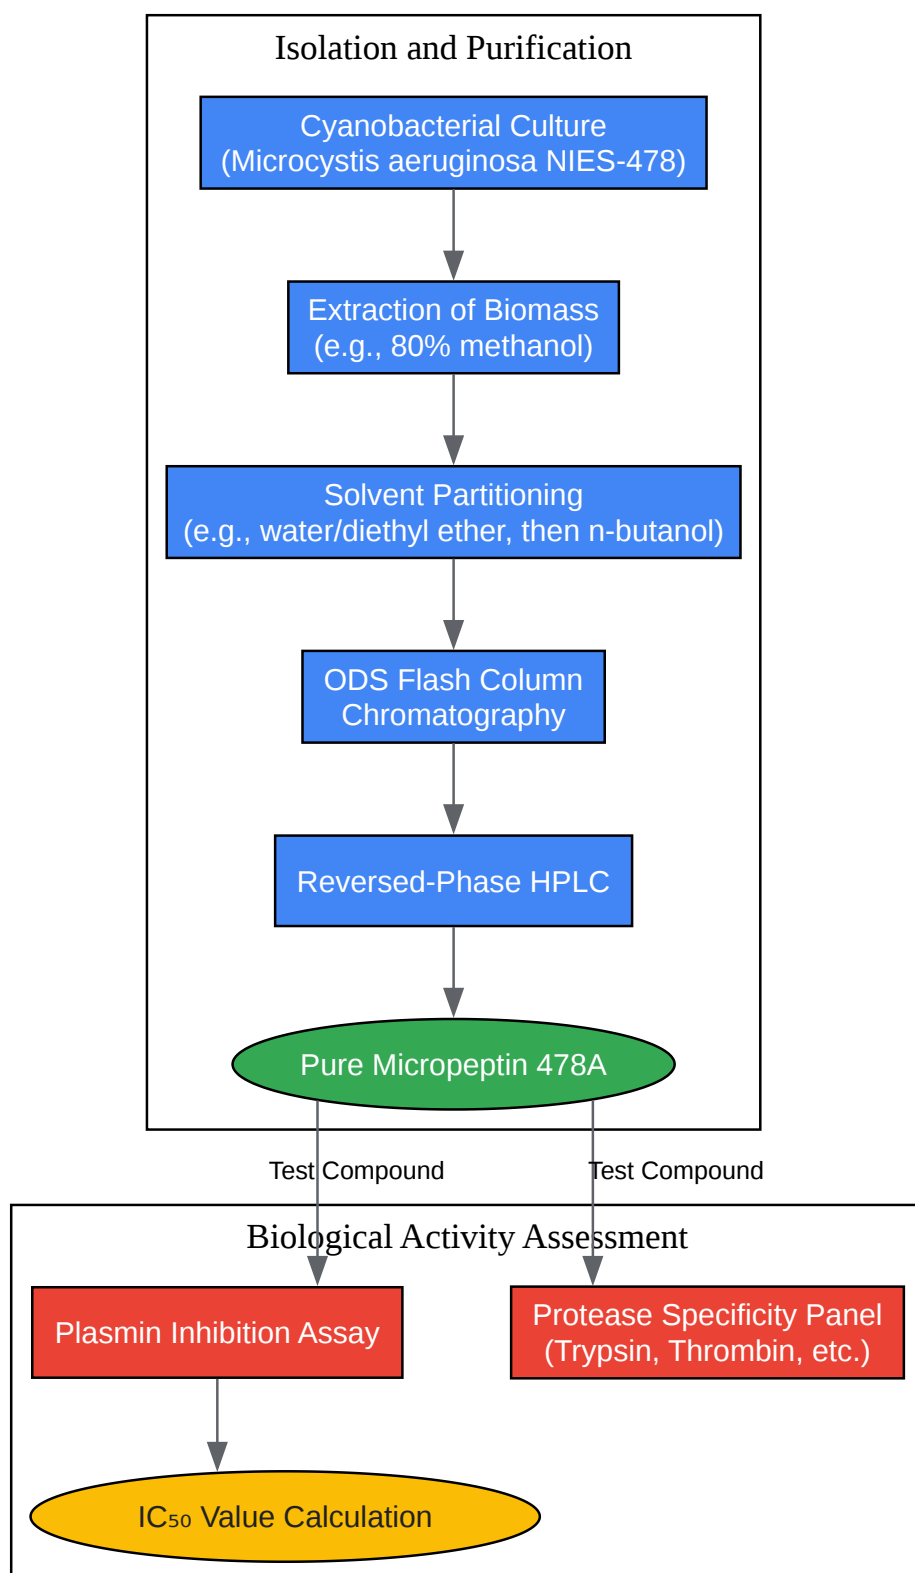 Isolation and Purification
Cyanobacterial Culture
(Microcystis aeruginosa NIES-478)
Extraction of Biomass
(e.g., 80% methanol)
Solvent Partitioning
(e.g., water/diethyl ether, then n-butanol)
ODS Flash Column
Chromatography
Reversed-Phase HPLC
Pure Micropeptin 478A
Test Compound
Test Compound
Biological Activity Assessment
Plasmin Inhibition Assay
Protease Specificity Panel
(Trypsin, Thrombin, etc.)
IC₅₀ Value Calculation